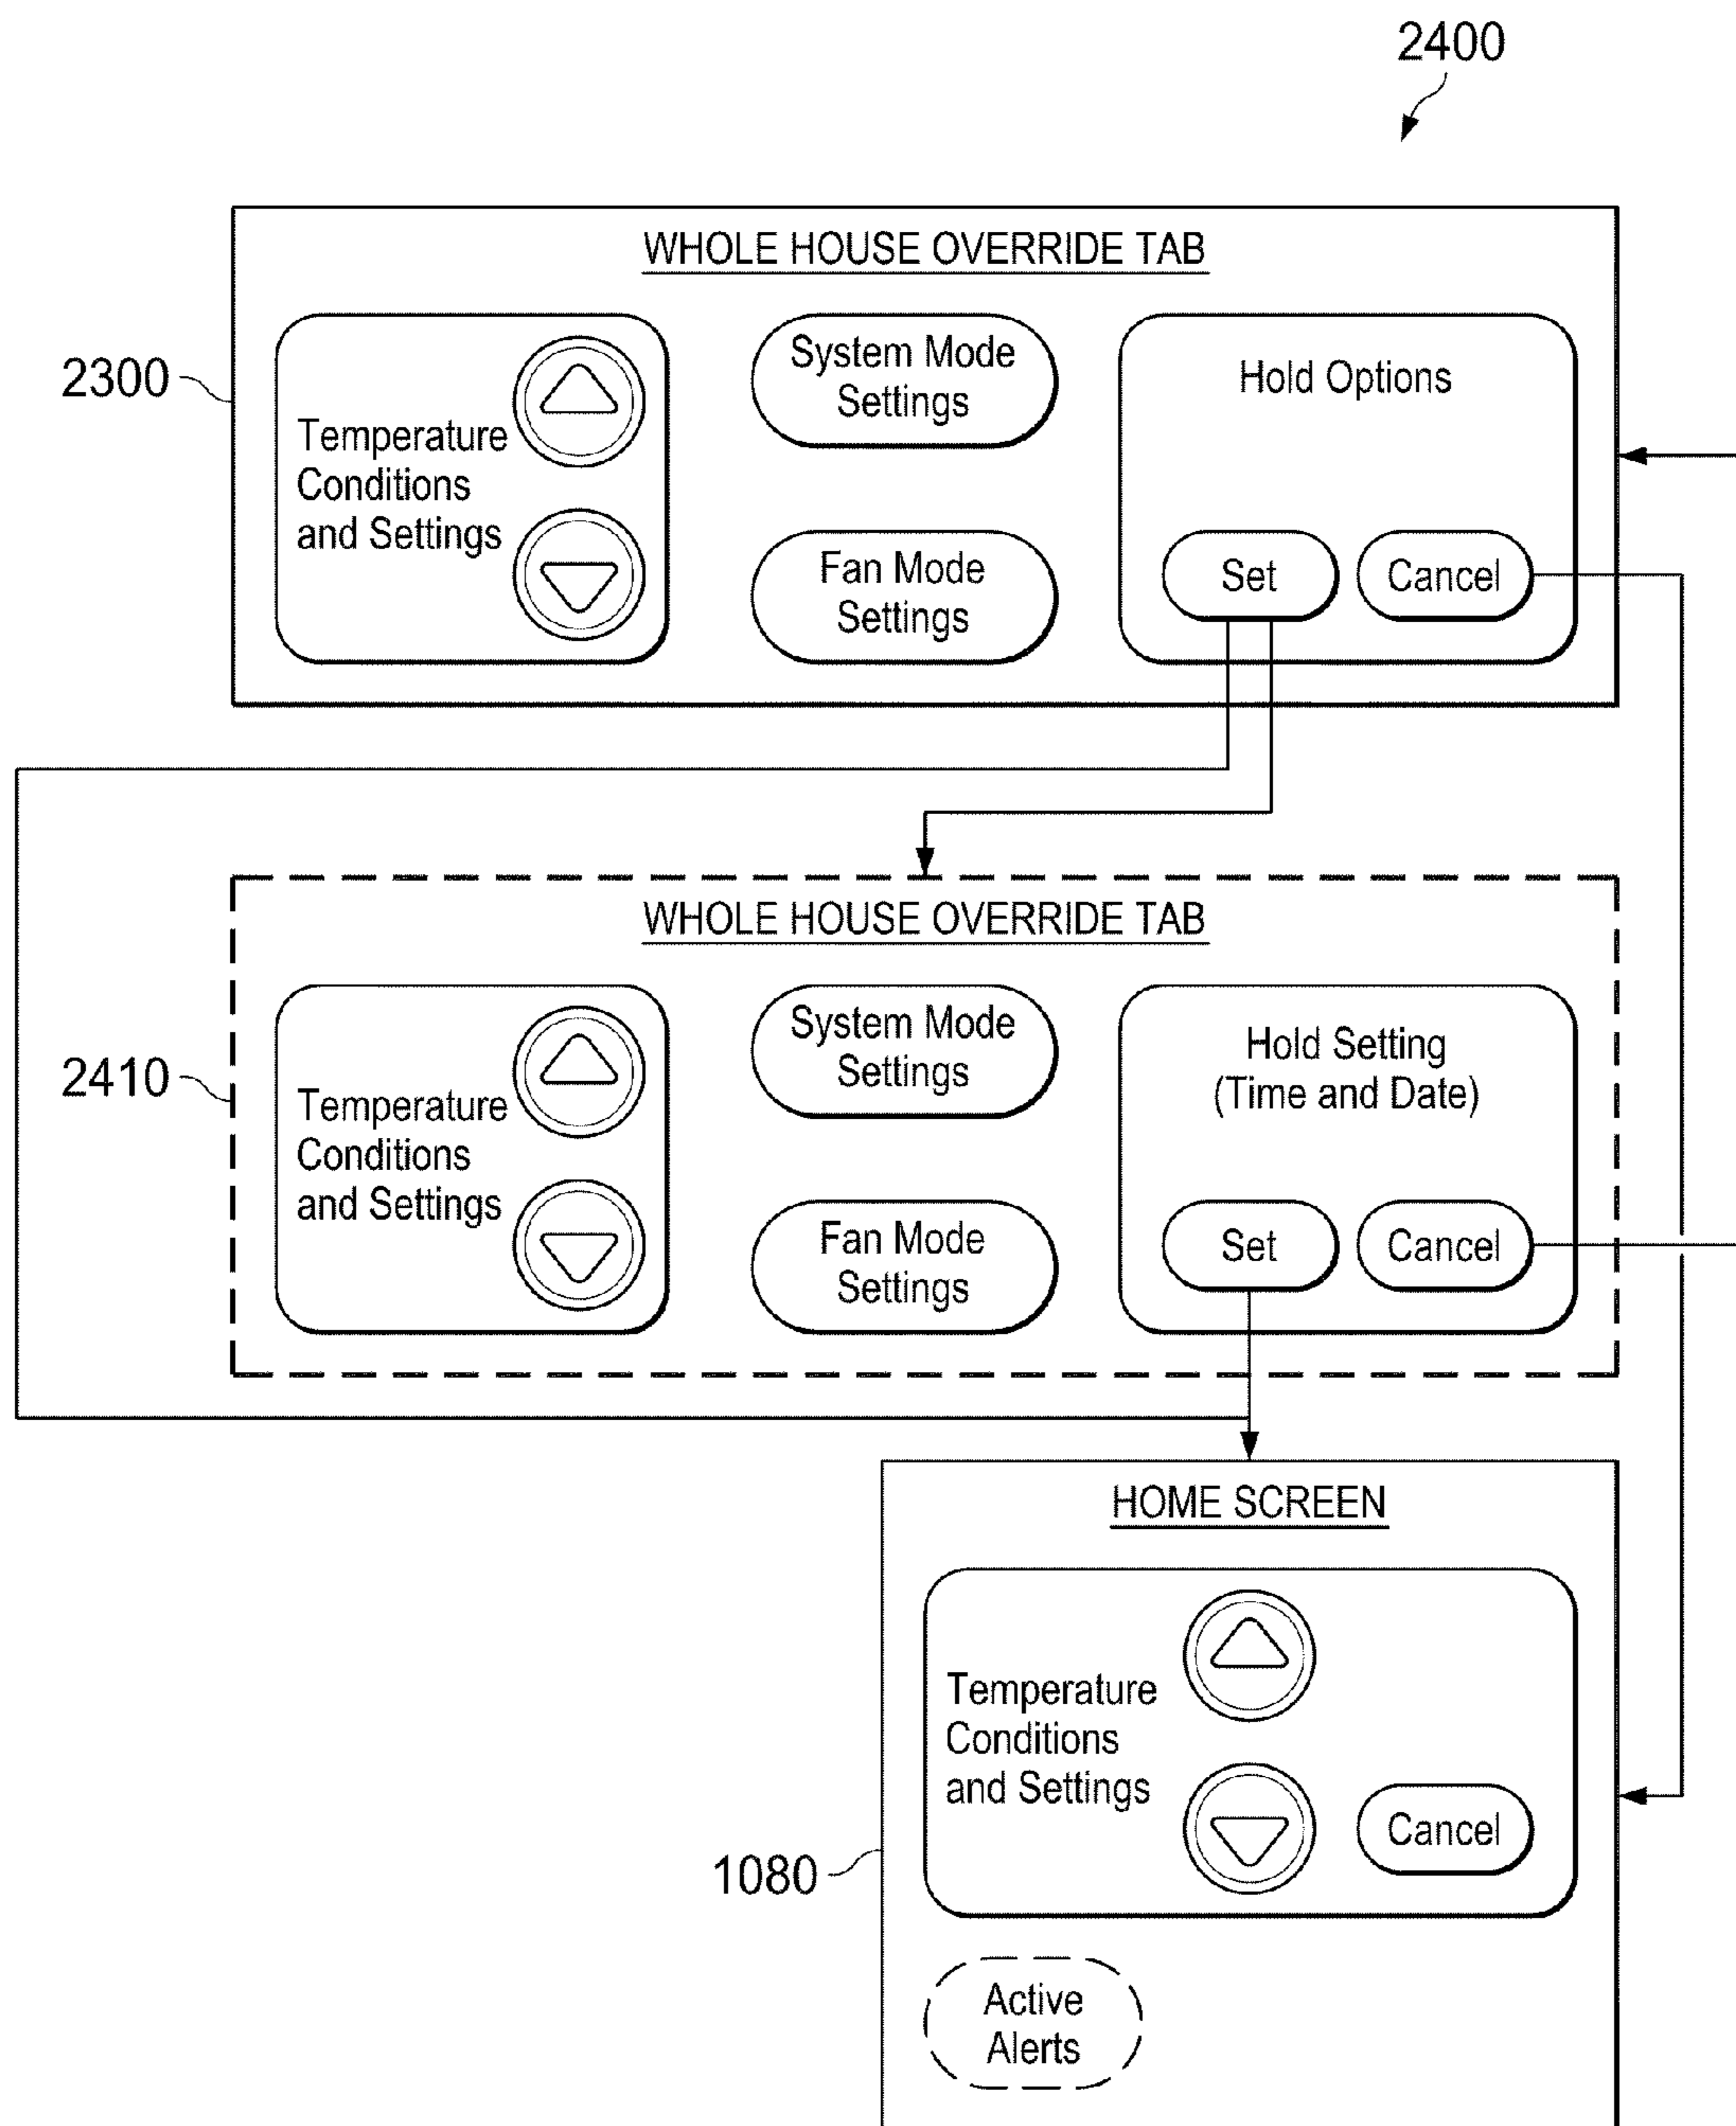 2400
WHOLE HOUSE OVERRIDE TAB
2300
Temperature
Conditions
and Settings
System Mode
Settings
Fan Mode
Settings
Hold Options
Set
Cancel
WHOLE HOUSE OVERRIDE TAB
2410
Temperature
Conditions
and Settings
System Mode
Settings
Fan Mode
Settings
Hold Setting
(Time and Date)
Set
Cancel
HOME SCREEN
1080
Temperature
Conditions
and Settings
Cancel
Active
Alerts